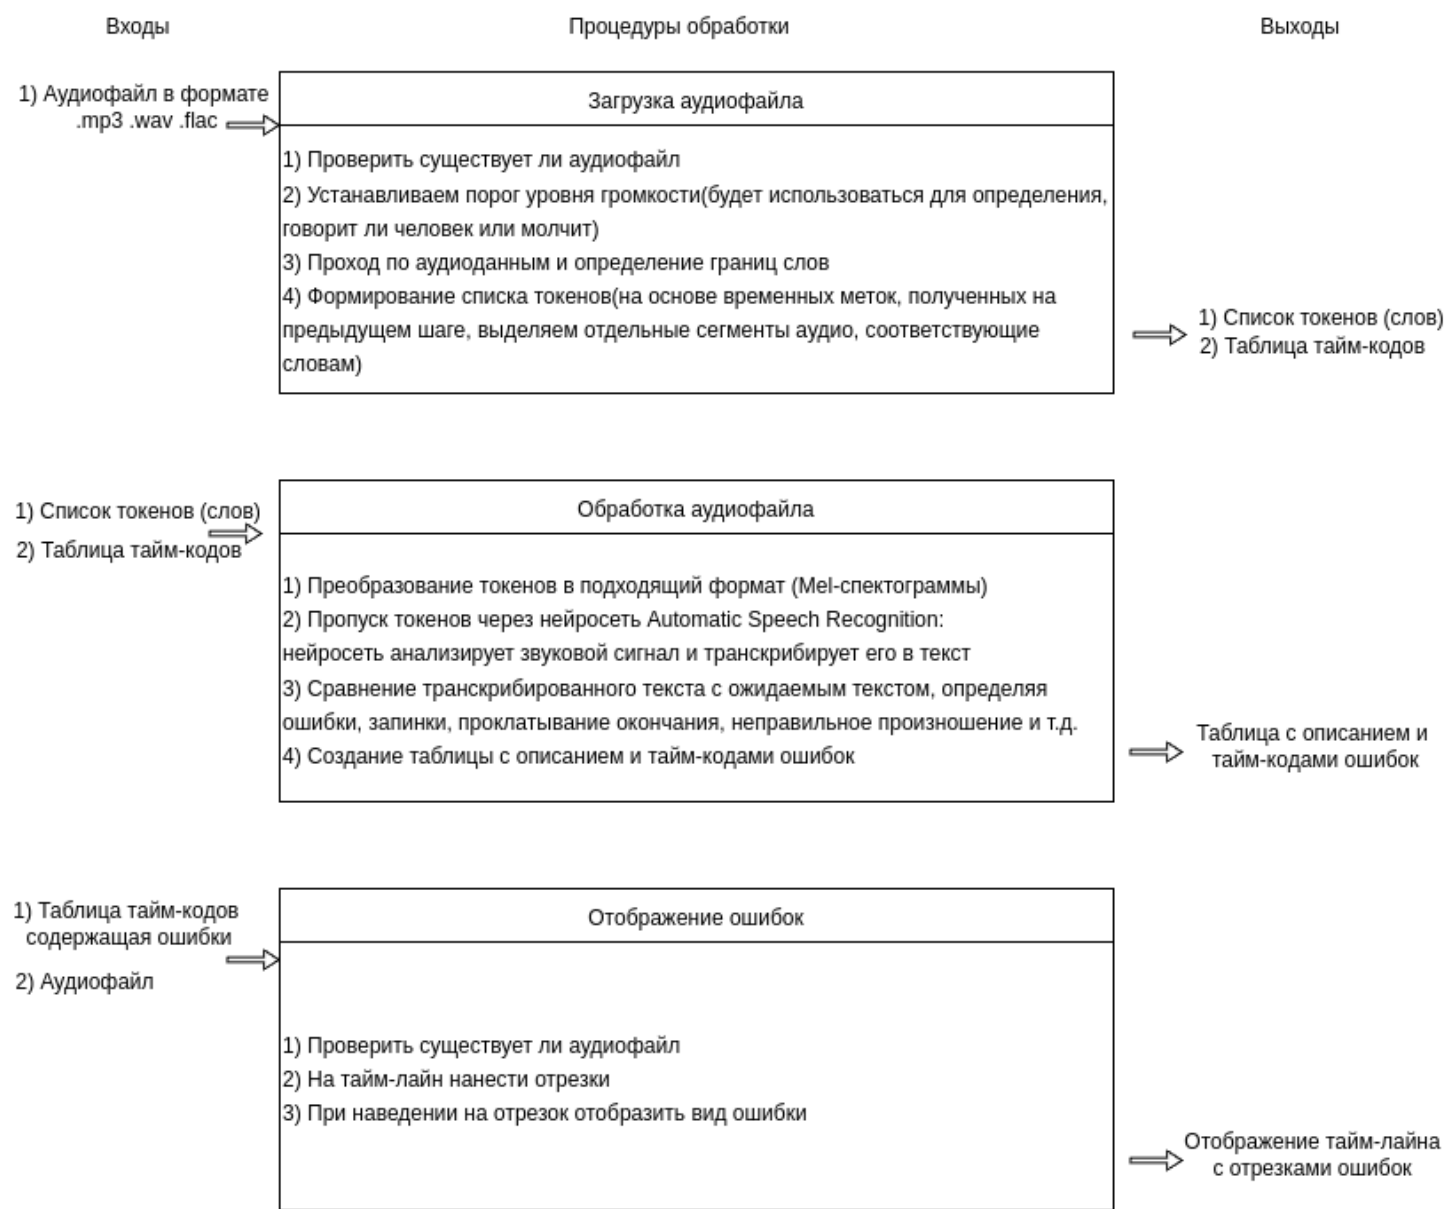 Входы
Процедуры обработки
Выходы
1) Аудиофайл в формате
.mp3 .wav .flac
Загрузка аудиофайла
1) Проверить существует ли аудиофайл
2) Устанавливаем порог уровня громкости(будет использоваться для определения,
говорит ли человек или молчит)
3) Проход по аудиоданным и определение границ слов
4) Формирование списка токенов(на основе временных меток, полученных на
предыдущем шаге, выделяем отдельные сегменты аудио, соответствующие
словам)
1) Список токенов (слов)
2) Таблица тайм-кодов
1) Список токенов (слов)
2) Таблица тайм-кодов
Обработка аудиофайла
1) Преобразование токенов в подходящий формат (Mel-спектограммы)
2) Пропуск токенов через нейросеть Automatic Speech Recognition:
нейросеть анализирует звуковой сигнал и транскрибирует его в текст
3) Сравнение транскрибированного текста с ожидаемым текстом, определяя
ошибки, запинки, проклатывание окончания, неправильное произношение и т.д.
4) Создание таблицы с описанием и тайм-кодами ошибок
Таблица с описанием и
тайм-кодами ошибок
1) Таблица тайм-кодов
содержащая ошибки
2) Аудиофайл
Отображение ошибок
1) Проверить существует ли аудиофайл
2) На тайм-лайн нанести отрезки
3) При наведении на отрезок отобразить вид ошибки
Отображение тайм-лайна
с отрезками ошибок